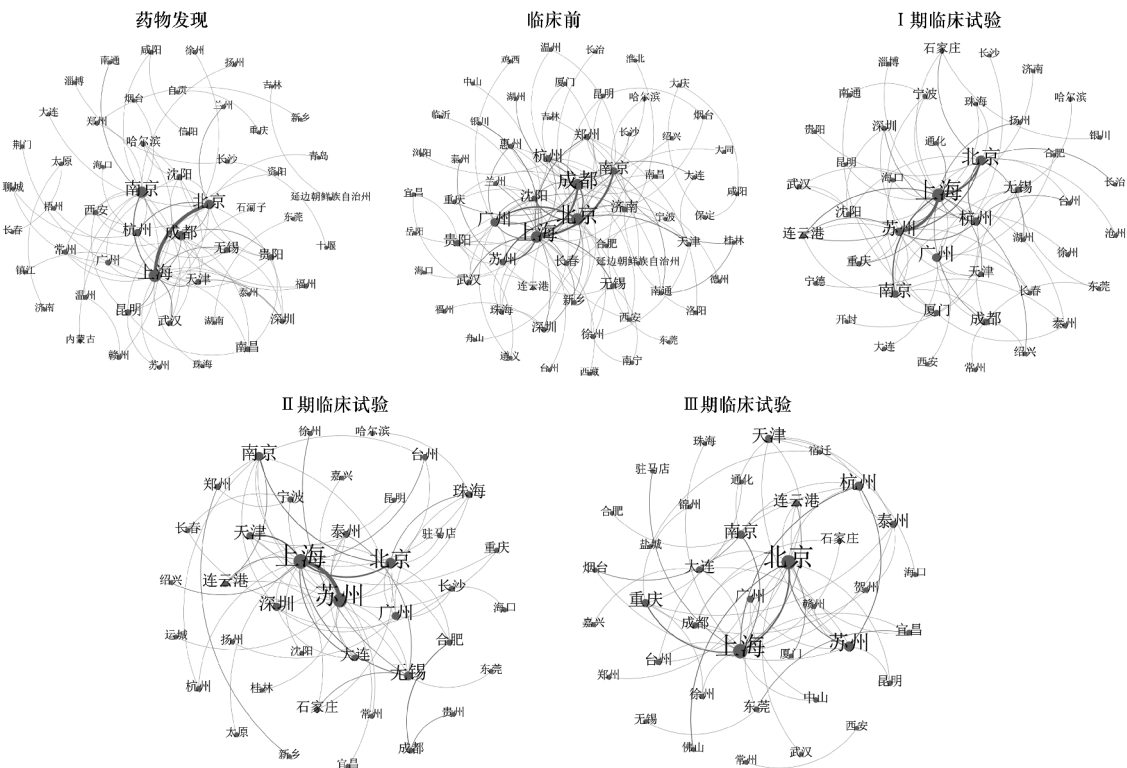 药物发现
临床前
Ⅰ期临床试验
咸阳
徐州
南通
扬州
淄博
自贡
吉林
烟台
兰州
大连
郑州
新乡
信阳
重庆
荆门
哈尔滨
太原
海口
长沙
青岛
沈阳
资阳
聊城
南京
北京
延边朝鲜族自治州
梧州
西安
石河子
东莞
长春
杭州
成都
常州
无锡
十堰
广州
贵阳
镇江
上海
天津
福州
温州
泰州
济南
昆明
武汉
湖南
深圳
内蒙古
赣州
南昌
苏州
珠海
温州
长治
鸡西
淮北
中山
厦门
大庆
湖州
昆明
哈尔滨
临沂
银川
吉林
烟台
郑州
长沙
绍兴
惠州
浏阳
泰州
杭州
大同
南京
兰州
成都
南昌
大连
宜昌
重庆
沈阳
咸阳
广州
北京
济南
宁波
保定
岳阳
贵阳
上海
合肥
天津
桂林
苏州
长春
延边朝鲜族自治州
海口
武汉
连云港
无锡
南通
德州
新乡
福州
珠海
西安
洛阳
深圳
徐州
舟山
东莞
遵义
南宁
台州
西藏
石家庄
长沙
淄博
济南
南通
宁波
珠海
哈尔滨
贵阳
深圳
扬州
通化
银川
昆明
北京
合肥
武汉
海口
上海
无锡
长治
台州
沈阳
杭州
连云港
苏州
湖州
沧州
广州
徐州
重庆
天津
宁德
南京
长春
东莞
开封
厦门
成都
泰州
大连
西安
绍兴
常州
Ⅱ期临床试验
Ⅲ期临床试验
徐州
哈尔滨
南京
台州
郑州
嘉兴
宁波
昆明
珠海
长春
天津
泰州
驻马店
上海
北京
重庆
绍兴
连云港
苏州
长沙
深圳
广州
海口
运城
扬州
沈阳
大连
合肥
无锡
东莞
杭州
桂林
石家庄
常州
贵州
太原
新乡
成都
宜昌
珠海
天津
宿迁
驻马店
通化
杭州
合肥
锦州
连云港
泰州
南京
石家庄
盐城
烟台
大连
北京
海口
重庆
广州
贺州
赣州
嘉兴
成都
宜昌
上海
苏州
台州
厦门
郑州
昆明
徐州
中山
无锡
东莞
西安
佛山
武汉
常州